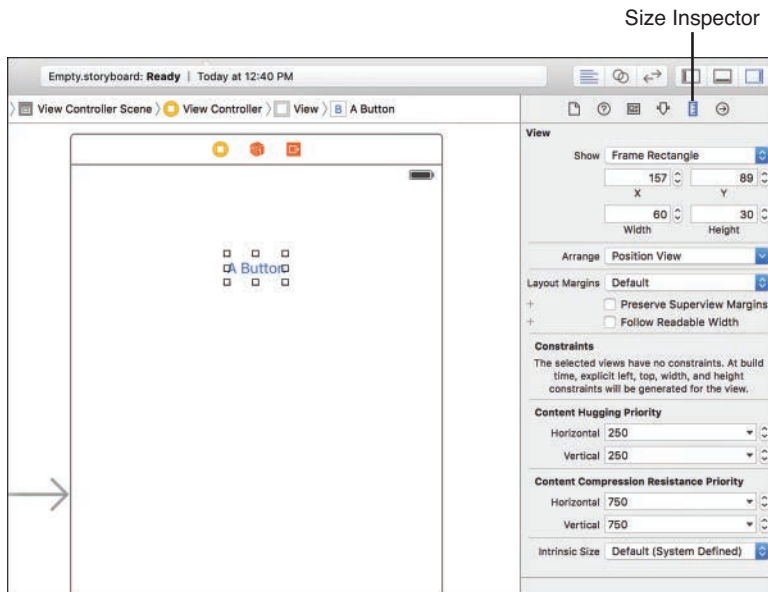 Size Inspector
Empty.storyboard: Ready | Today at 12:40 PM
View Controller Scene 〉 View Controller 〉 View 〉 B A Button
View
Show Frame Rectangle
157 89
X Y
60 30
Width Height
Arrange Position View
Layout Margins Default
+ Preserve Superview Margins
+ Follow Readable Width
A Button
Constraints
The selected views have no constraints. At build
time, explicit left, top, width, and height
constraints will be generated for the view.
Content Hugging Priority
Horizontal 250
Vertical 250
Content Compression Resistance Priority
Horizontal 750
Vertical 750
Intrinsic Size Default (System Defined)